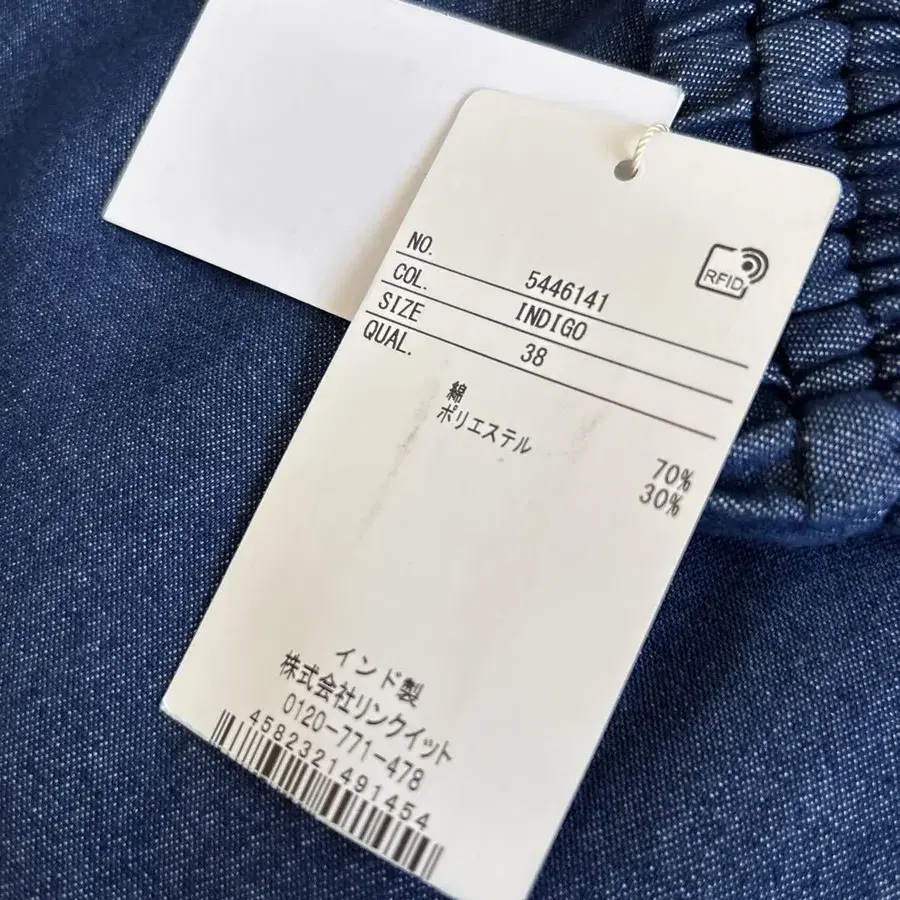 RFID
NO. 5446141
COL. INDIGO
SIZE 38
QUAL.
綿 70%
ポリエステル 30%
インド製
株式会社リンクイット
0120-771-478
4582321491454